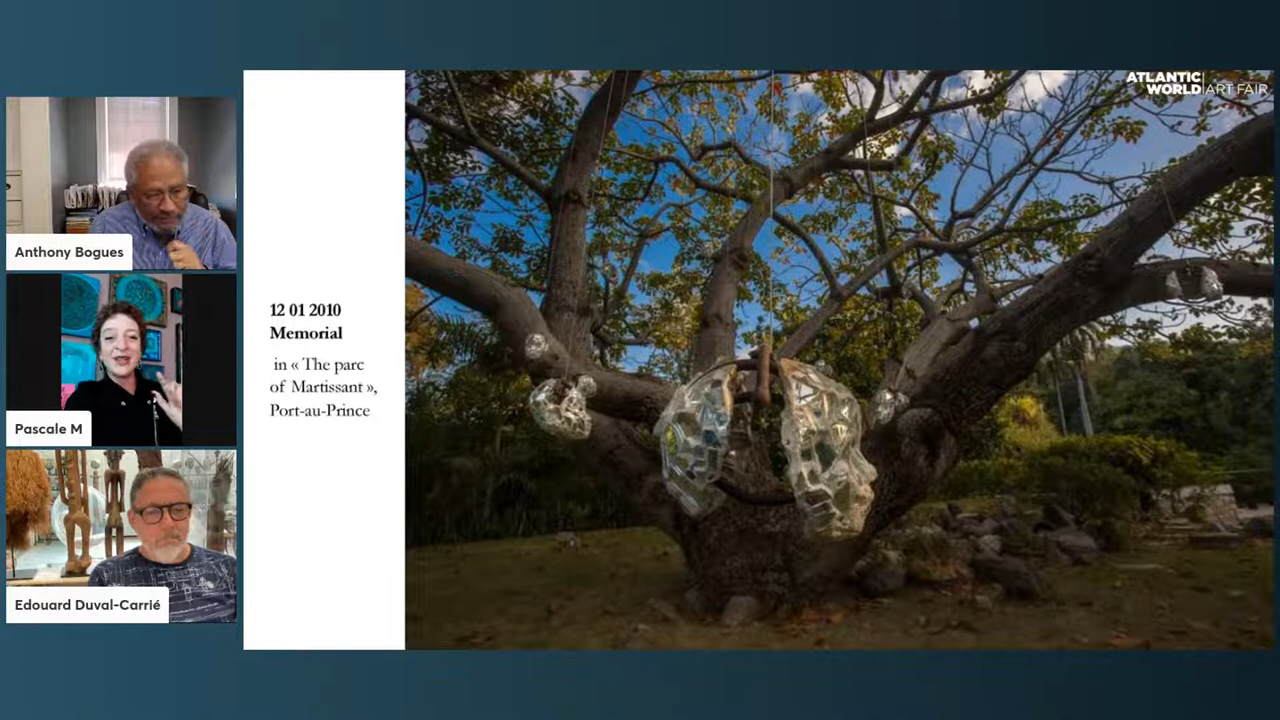 ATLANTIC
WORLD ART FAIR
Anthony Bogues
Pascale M
Edouard Duval-Carrié
12 01 2010
Memorial
in « The parc
of Martissant »,
Port-au-Prince